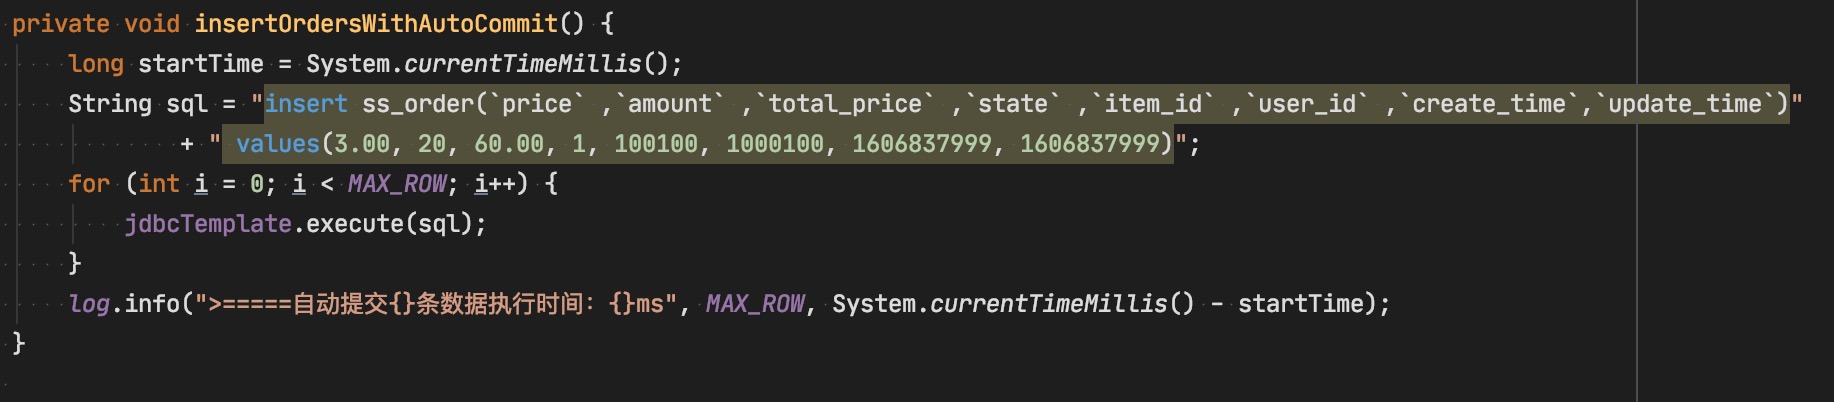 private void insertOrdersWithAutoCommit() {
long startTime = System.currentTimeMillis();
String sql = "insert ss_order(`price` ,`amount` ,`total_price` ,`state` ,`item_id` ,`user_id` ,`create_time`,`update_time`)"
+ " values(3.00, 20, 60.00, 1, 100100, 1000100, 1606837999, 1606837999)";
for (int i = 0; i < MAX_ROW; i++) {
jdbcTemplate.execute(sql);
}
log.info(">=====自动提交{}条数据执行时间：{}ms", MAX_ROW, System.currentTimeMillis() - startTime);
}